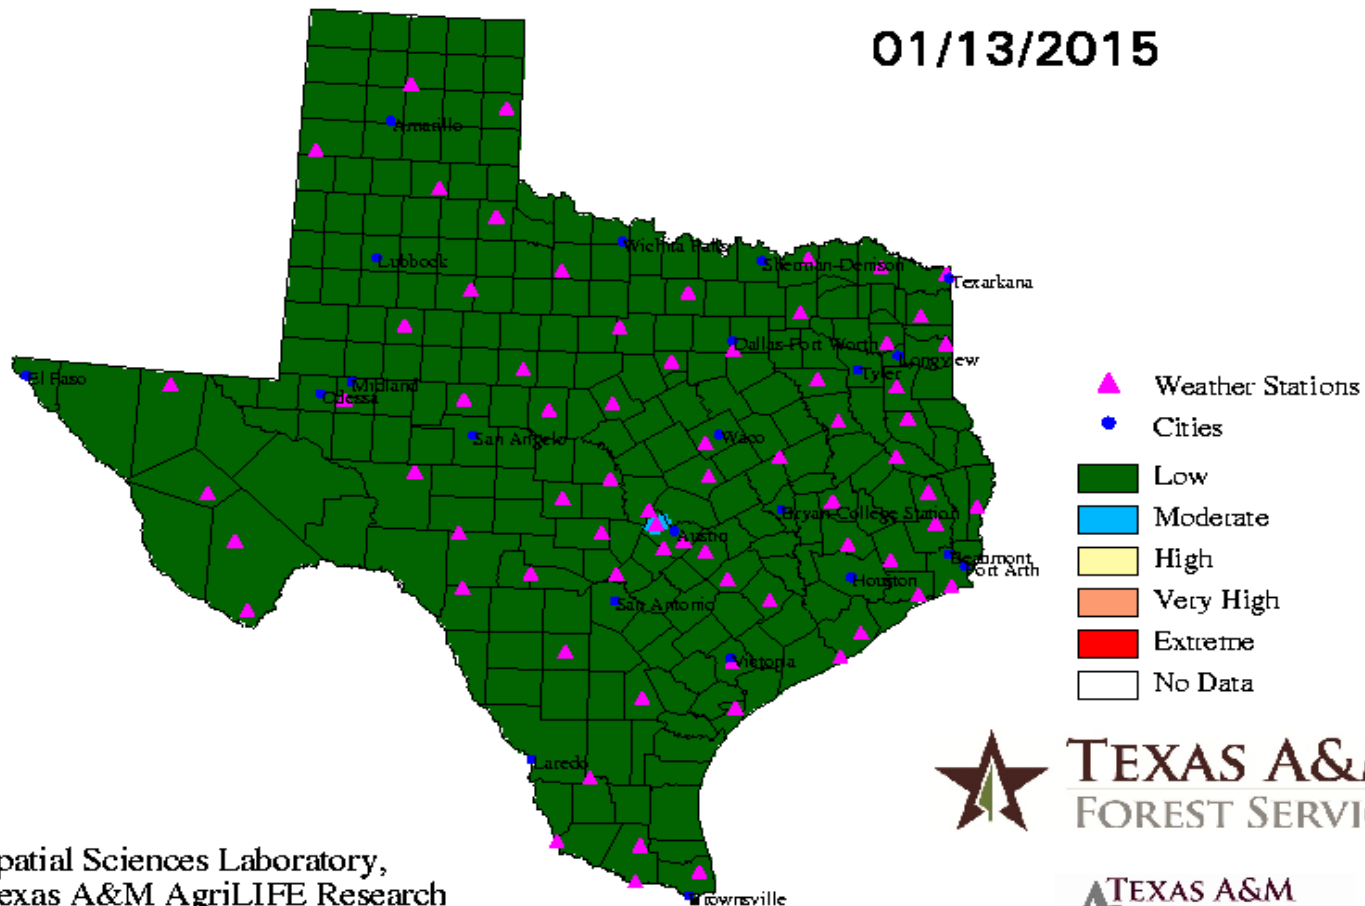 01/13/2015
Amarillo
Lubbock
Wichita Falls
Sherman-Denison
Texarkana
Dallas-Fort Worth
Longview
Tyler
El Paso
Midland
Odessa
San Angelo
Waco
Bryan-College Station
Austin
Beaumont
Port Arth
Houston
San Antonio
Victoria
Laredo
Brownsville
Weather Stations
Cities
Low
Moderate
High
Very High
Extreme
No Data
TEXAS A&M
FOREST SERVIC
patial Sciences Laboratory,
exas A&M AgriLIFE Research
TEXAS A&M